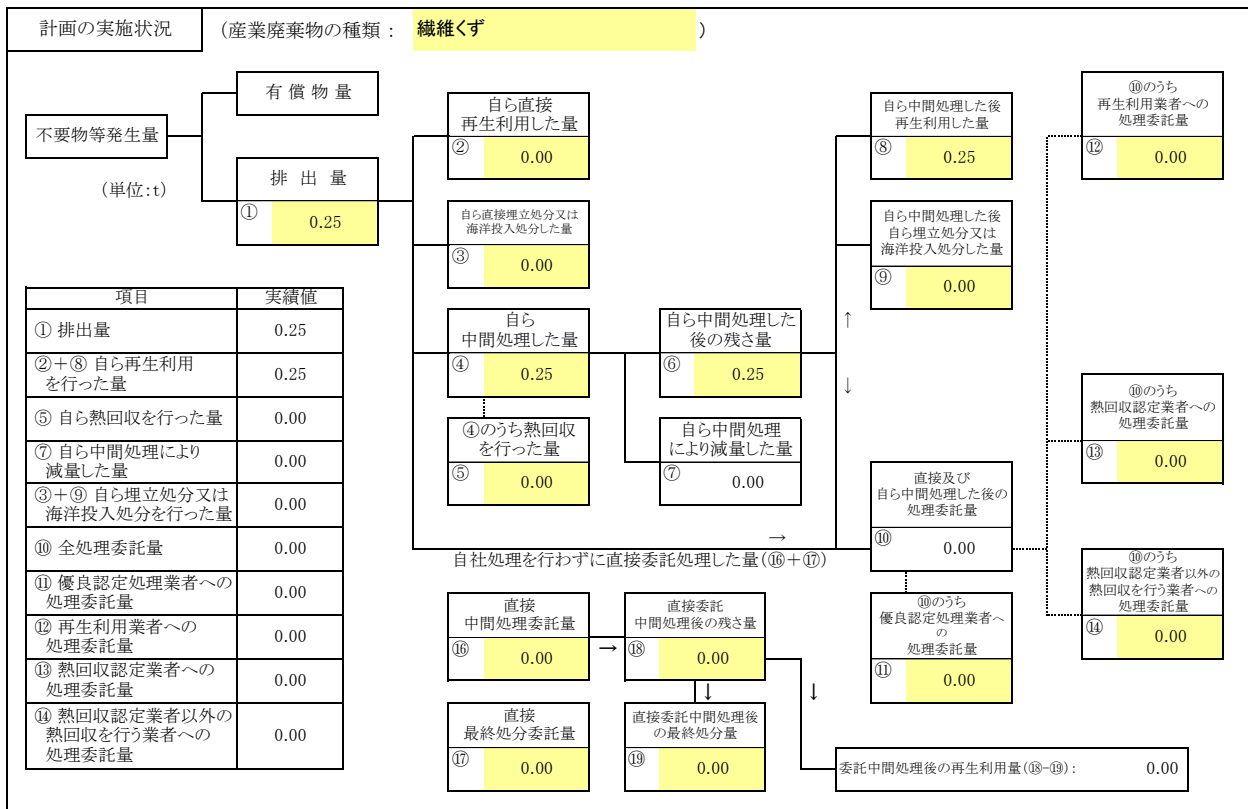 計画の実施状況
(産業廃棄物の種類： 繊維くず )
有 償 物 量
不要物等発生量
(単位:t)
排 出 量
① 0.25
自ら直接
再生利用した量
② 0.00
自ら直接埋立処分又は
海洋投入処分した量
③ 0.00
自ら
中間処理した量
④ 0.25
④のうち熱回収
を行った量
⑤ 0.00
自ら中間処理した
後の残さ量
⑥ 0.25
自ら中間処理
により減量した量
⑦ 0.00
自ら中間処理した後
再生利用した量
⑧ 0.25
自ら中間処理した後
自ら埋立処分又は
海洋投入処分した量
⑨ 0.00
↑
↓
直接及び
自ら中間処理した後の
処理委託量
⑩ 0.00
⑩のうち
優良認定処理業者へ
の
処理委託量
⑪ 0.00
⑩のうち
再生利用業者への
処理委託量
⑫ 0.00
⑩のうち
熱回収認定業者への
処理委託量
⑬ 0.00
⑩のうち
熱回収認定業者以外の
熱回収を行う業者への
処理委託量
⑭ 0.00
→
自社処理を行わずに直接委託処理した量(⑯+⑰)
直接
中間処理委託量
⑯ 0.00
→
直接委託
中間処理後の残さ量
⑱ 0.00
↓
↓
直接
最終処分委託量
⑰ 0.00
直接委託中間処理後
の最終処分量
⑲ 0.00
委託中間処理後の再生利用量(⑱-⑲)： 0.00
項目 実績値
① 排出量 0.25
②+⑧ 自ら再生利用
を行った量 0.25
⑤ 自ら熱回収を行った量 0.00
⑦ 自ら中間処理により
減量した量 0.00
③+⑨ 自ら埋立処分又は
海洋投入処分を行った量 0.00
⑩ 全処理委託量 0.00
⑪ 優良認定処理業者への
処理委託量 0.00
⑫ 再生利用業者への
処理委託量 0.00
⑬ 熱回収認定業者への
処理委託量 0.00
⑭ 熱回収認定業者以外の
熱回収を行う業者への
処理委託量 0.00